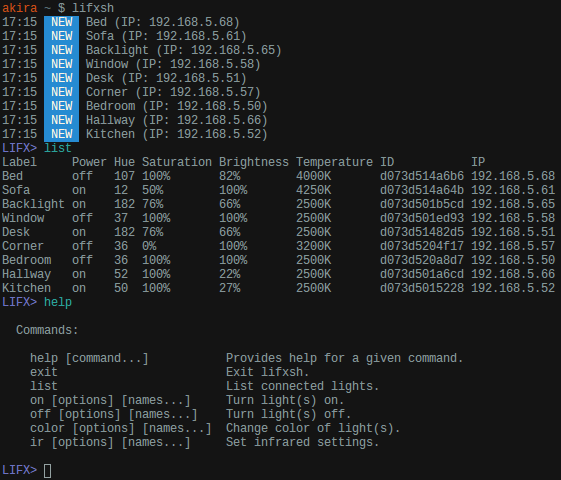 akira ~ $ lifxsh
17:15 NEW Bed (IP: 192.168.5.68)
17:15 NEW Sofa (IP: 192.168.5.61)
17:15 NEW Backlight (IP: 192.168.5.65)
17:15 NEW Window (IP: 192.168.5.58)
17:15 NEW Desk (IP: 192.168.5.51)
17:15 NEW Corner (IP: 192.168.5.57)
17:15 NEW Bedroom (IP: 192.168.5.50)
17:15 NEW Hallway (IP: 192.168.5.66)
17:15 NEW Kitchen (IP: 192.168.5.52)
LIFX> list
Label     Power Hue Saturation Brightness Temperature ID           IP
Bed       off   107 100%       82%        4000K       d073d514a6b6 192.168.5.68
Sofa      on    12  50%        100%       4250K       d073d514a64b 192.168.5.61
Backlight on    182 76%        66%        2500K       d073d501b5cd 192.168.5.65
Window    off   37  100%       100%       2500K       d073d501ed93 192.168.5.58
Desk      on    182 76%        66%        2500K       d073d51482d5 192.168.5.51
Corner    off   36  0%         100%       3200K       d073d5204f17 192.168.5.57
Bedroom   off   36  100%       100%       2500K       d073d520a8d7 192.168.5.50
Hallway   on    52  100%       22%        2500K       d073d501a6cd 192.168.5.66
Kitchen   on    50  100%       27%        2500K       d073d5015228 192.168.5.52
LIFX> help
Commands:
help [command...]           Provides help for a given command.
exit                        Exit lifxsh.
list                        List connected lights.
on [options] [names...]     Turn light(s) on.
off [options] [names...]    Turn light(s) off.
color [options] [names...]  Change color of light(s).
ir [options] [names...]     Set infrared settings.
LIFX>